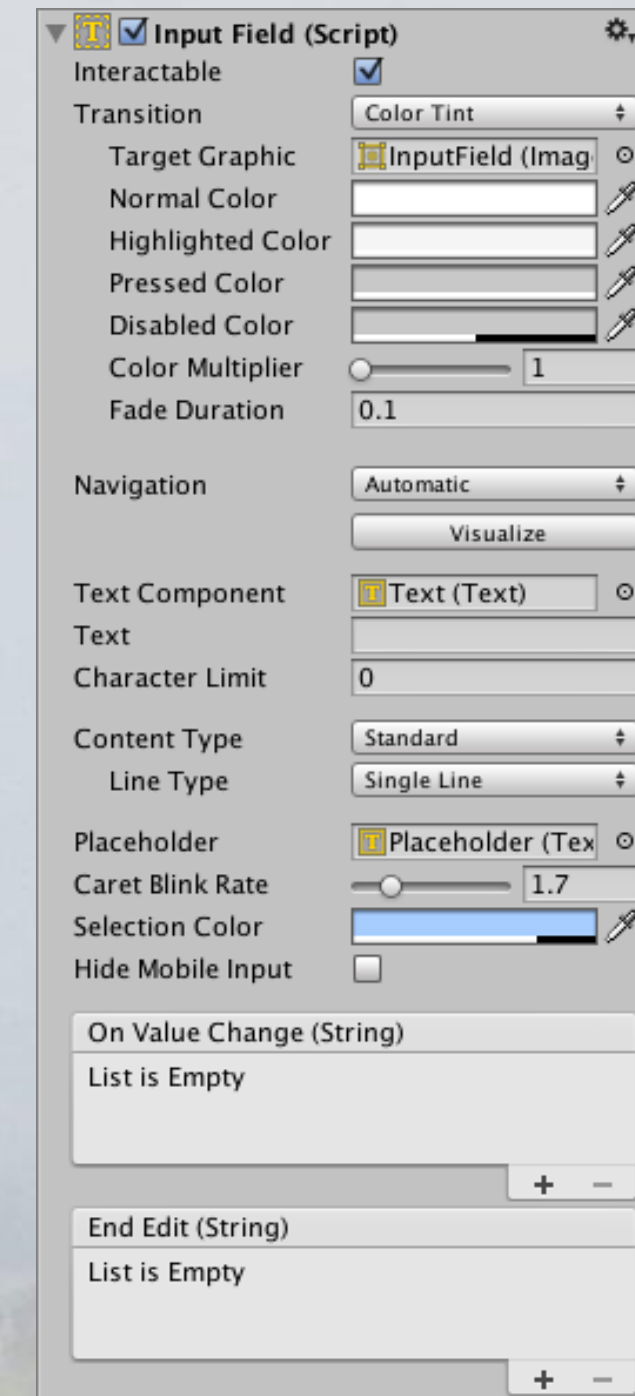 Input Field (Script)
Interactable
Transition Color Tint
Target Graphic InputField (Imag
Normal Color
Highlighted Color
Pressed Color
Disabled Color
Color Multiplier 1
Fade Duration 0.1
Navigation Automatic
Visualize
Text Component Text (Text)
Text
Character Limit 0
Content Type Standard
Line Type Single Line
Placeholder Placeholder (Tex
Caret Blink Rate 1.7
Selection Color
Hide Mobile Input
On Value Change (String)
List is Empty
+ −
End Edit (String)
List is Empty
+ −